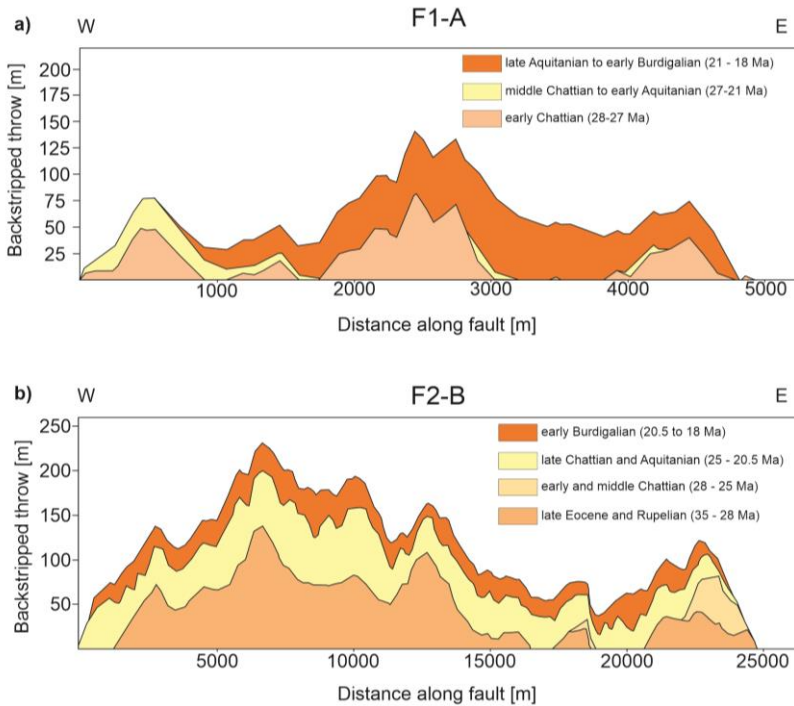 a)
W
F1-A
E
Backstripped throw [m]
200
175
150
125
100
75
50
25
late Aquitanian to early Burdigalian (21 - 18 Ma)
middle Chattian to early Aquitanian (27-21 Ma)
early Chattian (28-27 Ma)
1000
2000
3000
4000
5000
Distance along fault [m]
b)
W
F2-B
E
Backstripped throw [m]
250
200
150
100
50
early Burdigalian (20.5 to 18 Ma)
late Chattian and Aquitanian (25 - 20.5 Ma)
early and middle Chattian (28 - 25 Ma)
late Eocene and Rupelian (35 - 28 Ma)
5000
10000
15000
20000
25000
Distance along fault [m]